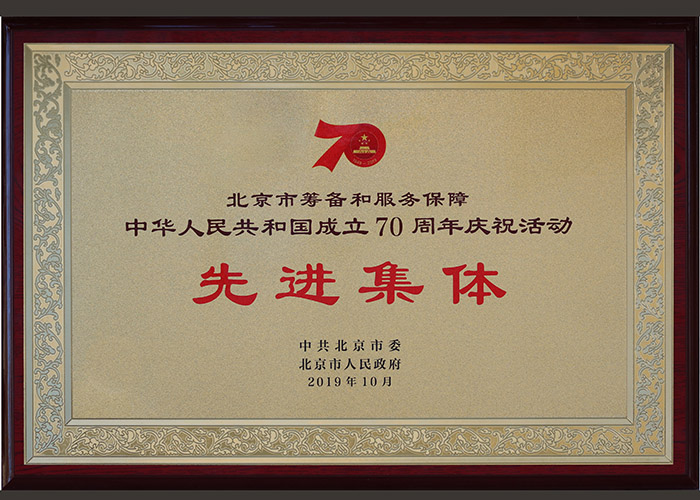 70
北京市筹备和服务保障
中华人民共和国成立70周年庆祝活动
先进集体
中共北京市委
北京市人民政府
2019年10月